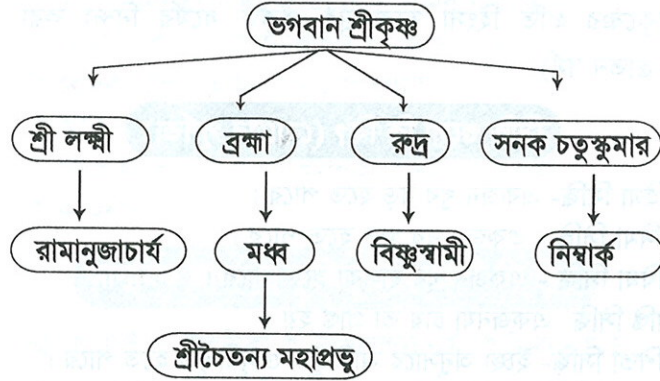 ভগবান শ্রীকৃষ্ণ
শ্রী লক্ষ্মী ব্রহ্মা রুদ্র সনক চতুস্কুমার
রামানুজাচার্য মধ্ব বিষ্ণুস্বামী নিম্বার্ক
শ্রীচৈতন্য মহাপ্রভু